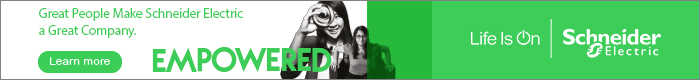 Great People Make Schneider Electric
a Great Company.
Learn more
EMPOWERED
Life Is On
Schneider
Electric